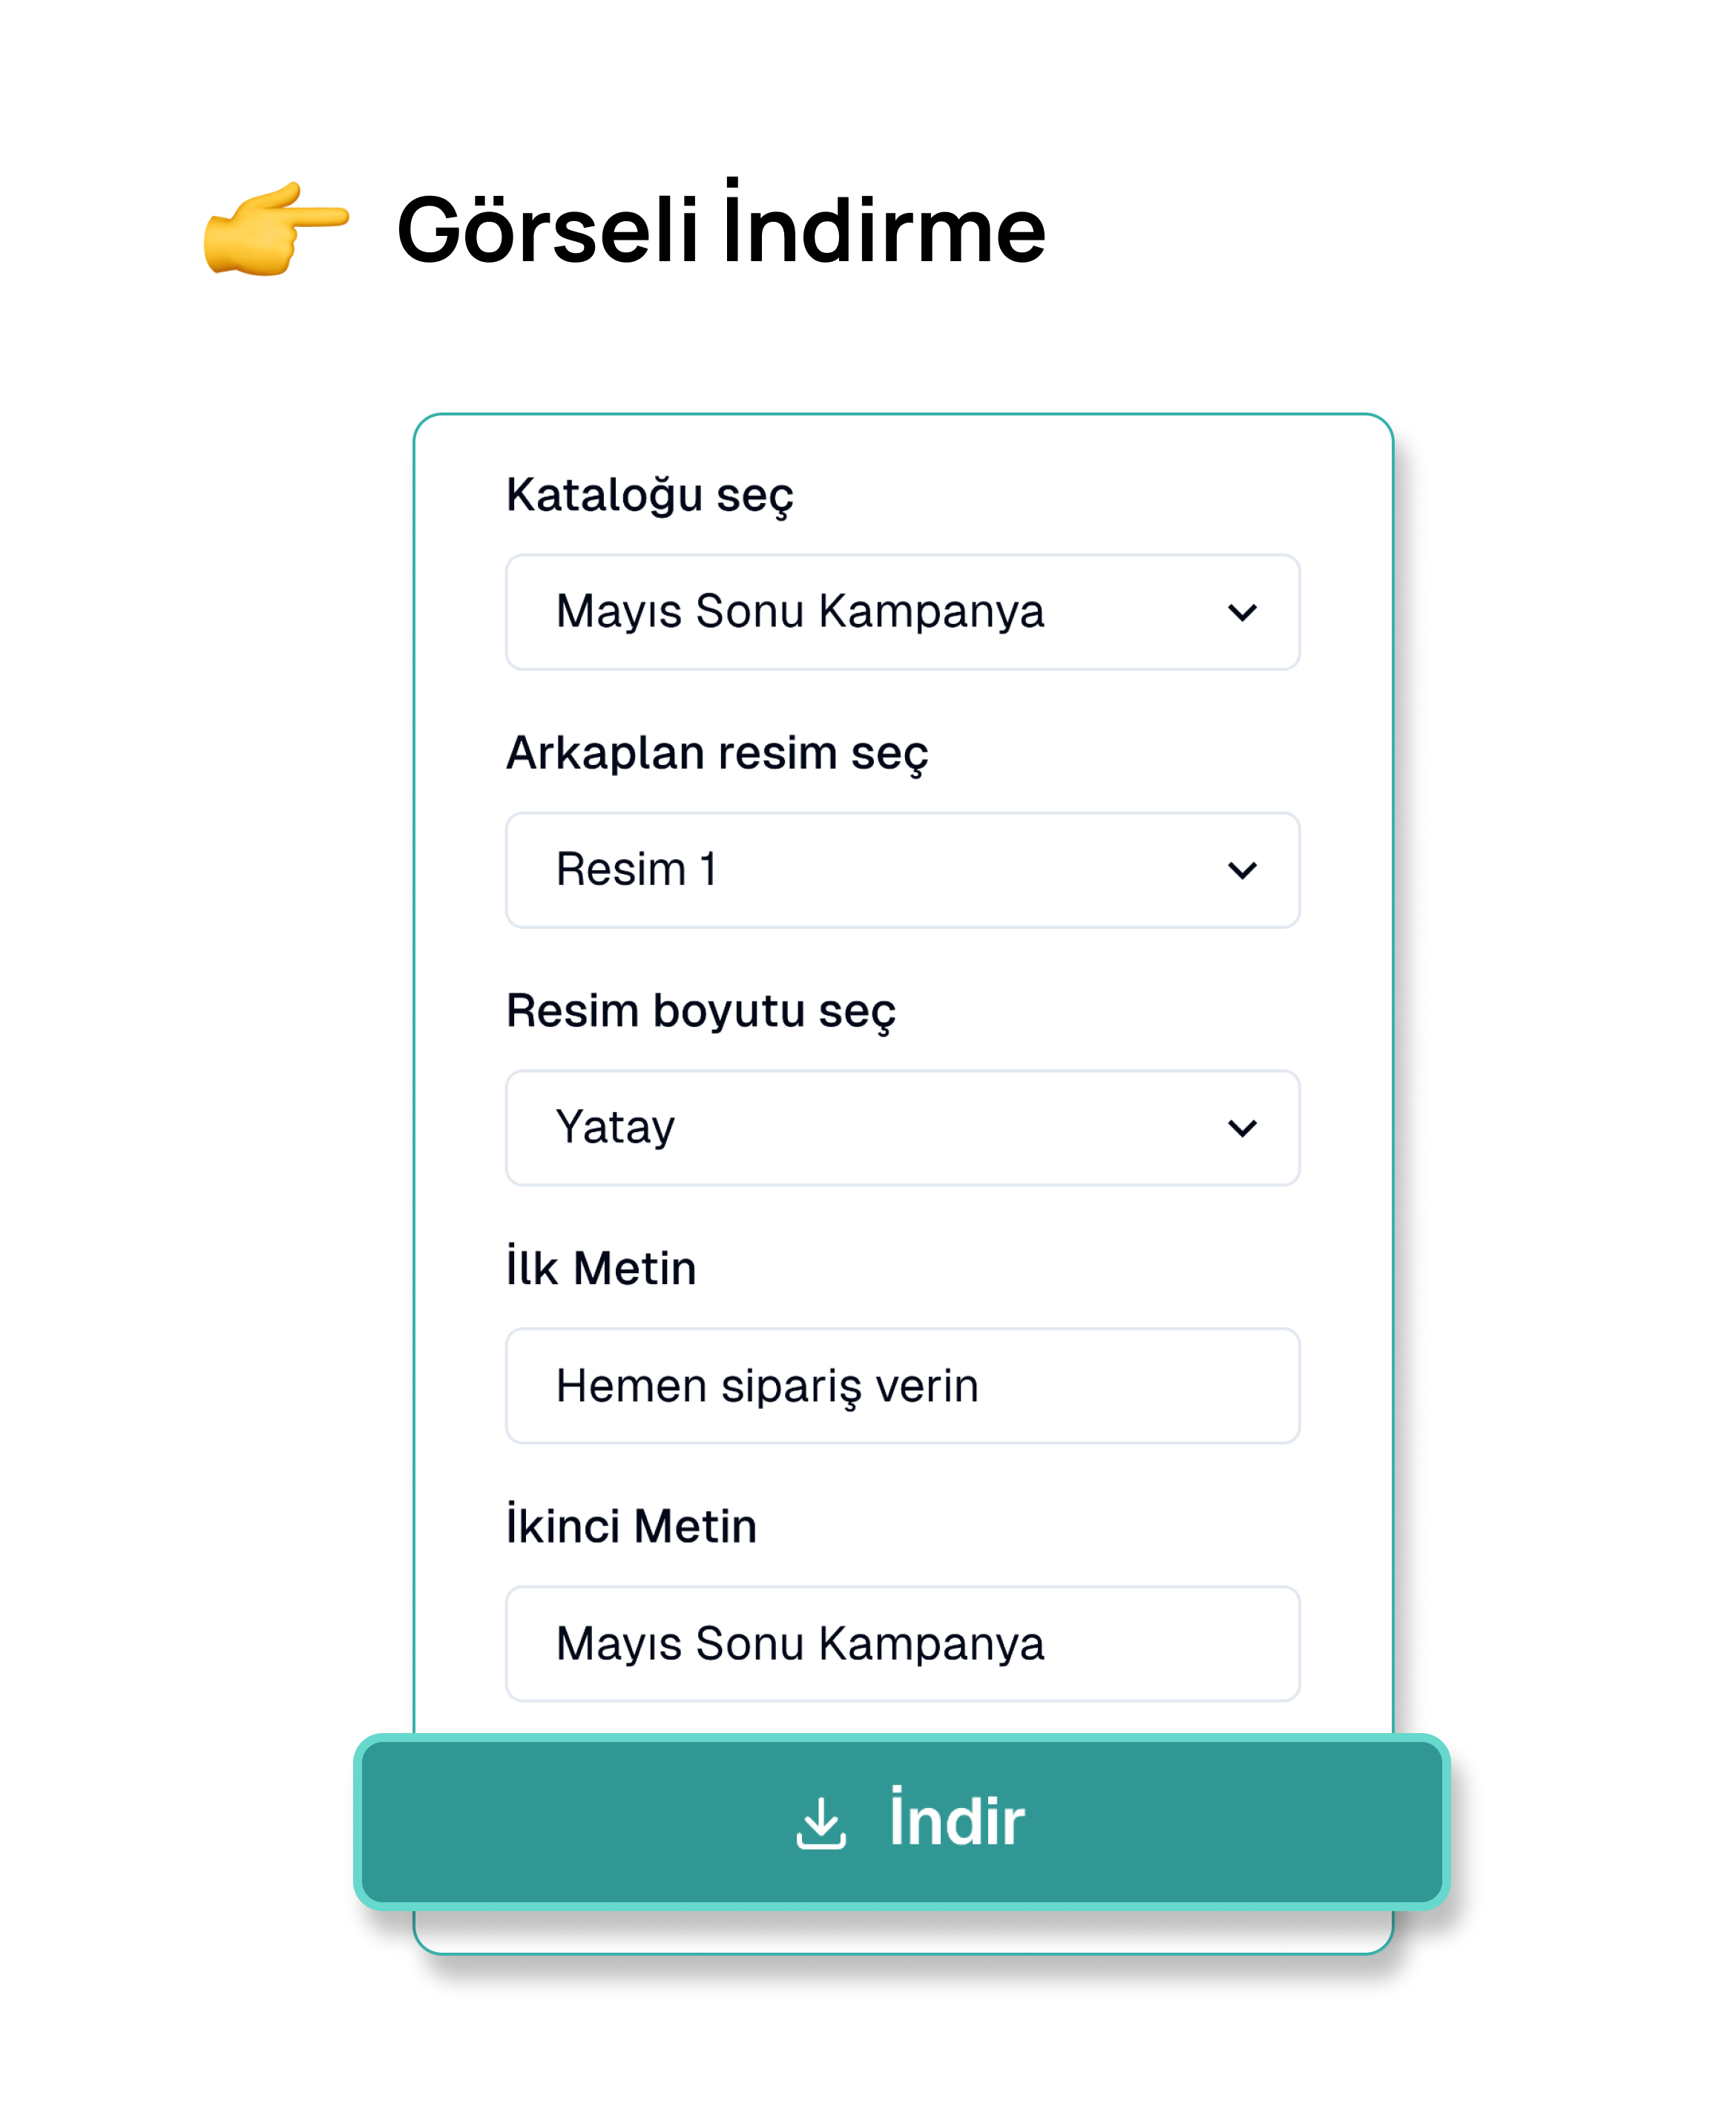 Görseli İndirme
Kataloğu seç
Mayıs Sonu Kampanya
Arkaplan resim seç
Resim 1
Resim boyutu seç
Yatay
İlk Metin
Hemen sipariş verin
İkinci Metin
Mayıs Sonu Kampanya
İndir